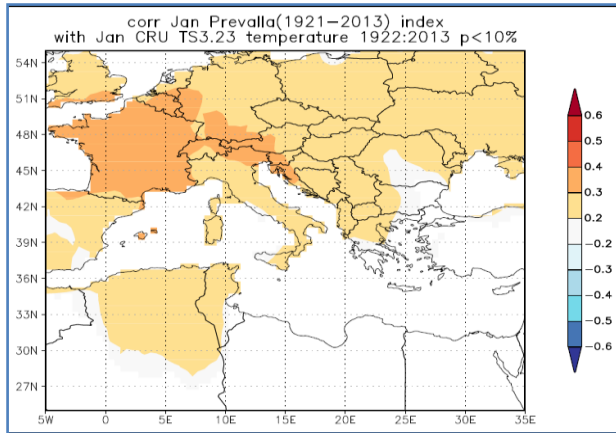 corr Jan Prevalla(1921−2013) index
with Jan CRU TS3.23 temperature 1922:2013 p<10%
54N
51N
48N
45N
42N
39N
36N
33N
30N
27N
5W 0 5E 10E 15E 20E 25E 30E 35E
0.6
0.5
0.4
0.3
0.2
−0.2
−0.3
−0.4
−0.5
−0.6